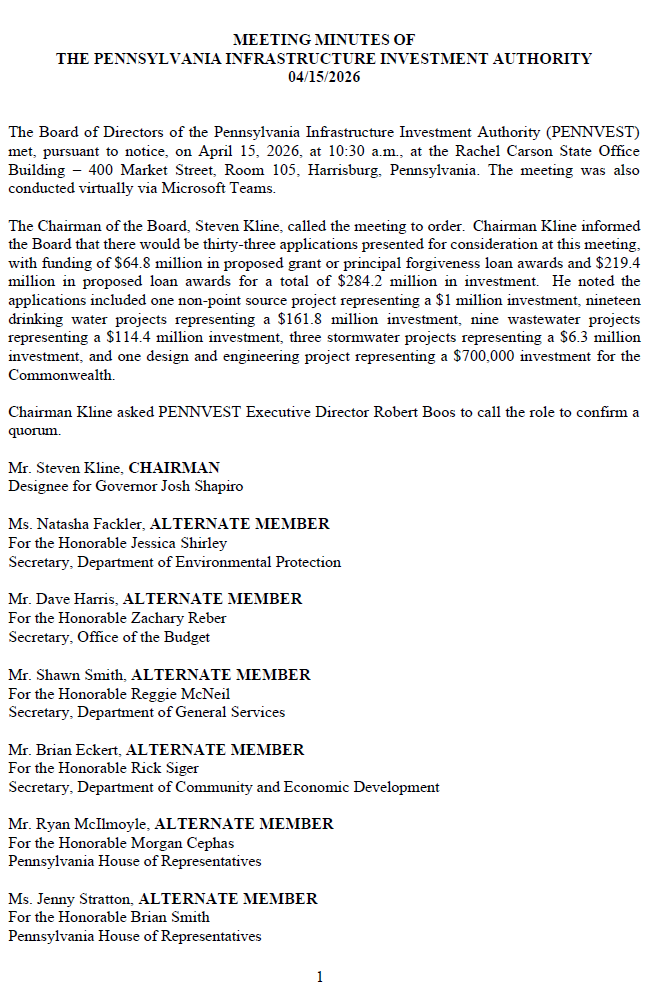 MEETING MINUTES OF
THE PENNSYLVANIA INFRASTRUCTURE INVESTMENT AUTHORITY
04/15/2026
The Board of Directors of the Pennsylvania Infrastructure Investment Authority (PENNVEST)
met, pursuant to notice, on April 15, 2026, at 10:30 a.m., at the Rachel Carson State Office
Building – 400 Market Street, Room 105, Harrisburg, Pennsylvania. The meeting was also
conducted virtually via Microsoft Teams.
The Chairman of the Board, Steven Kline, called the meeting to order. Chairman Kline informed
the Board that there would be thirty-three applications presented for consideration at this meeting,
with funding of $64.8 million in proposed grant or principal forgiveness loan awards and $219.4
million in proposed loan awards for a total of $284.2 million in investment. He noted the
applications included one non-point source project representing a $1 million investment, nineteen
drinking water projects representing a $161.8 million investment, nine wastewater projects
representing a $114.4 million investment, three stormwater projects representing a $6.3 million
investment, and one design and engineering project representing a $700,000 investment for the
Commonwealth.
Chairman Kline asked PENNVEST Executive Director Robert Boos to call the role to confirm a
quorum.
Mr. Steven Kline, CHAIRMAN
Designee for Governor Josh Shapiro
Ms. Natasha Fackler, ALTERNATE MEMBER
For the Honorable Jessica Shirley
Secretary, Department of Environmental Protection
Mr. Dave Harris, ALTERNATE MEMBER
For the Honorable Zachary Reber
Secretary, Office of the Budget
Mr. Shawn Smith, ALTERNATE MEMBER
For the Honorable Reggie McNeil
Secretary, Department of General Services
Mr. Brian Eckert, ALTERNATE MEMBER
For the Honorable Rick Siger
Secretary, Department of Community and Economic Development
Mr. Ryan McIlmoyle, ALTERNATE MEMBER
For the Honorable Morgan Cephas
Pennsylvania House of Representatives
Ms. Jenny Stratton, ALTERNATE MEMBER
For the Honorable Brian Smith
Pennsylvania House of Representatives
1